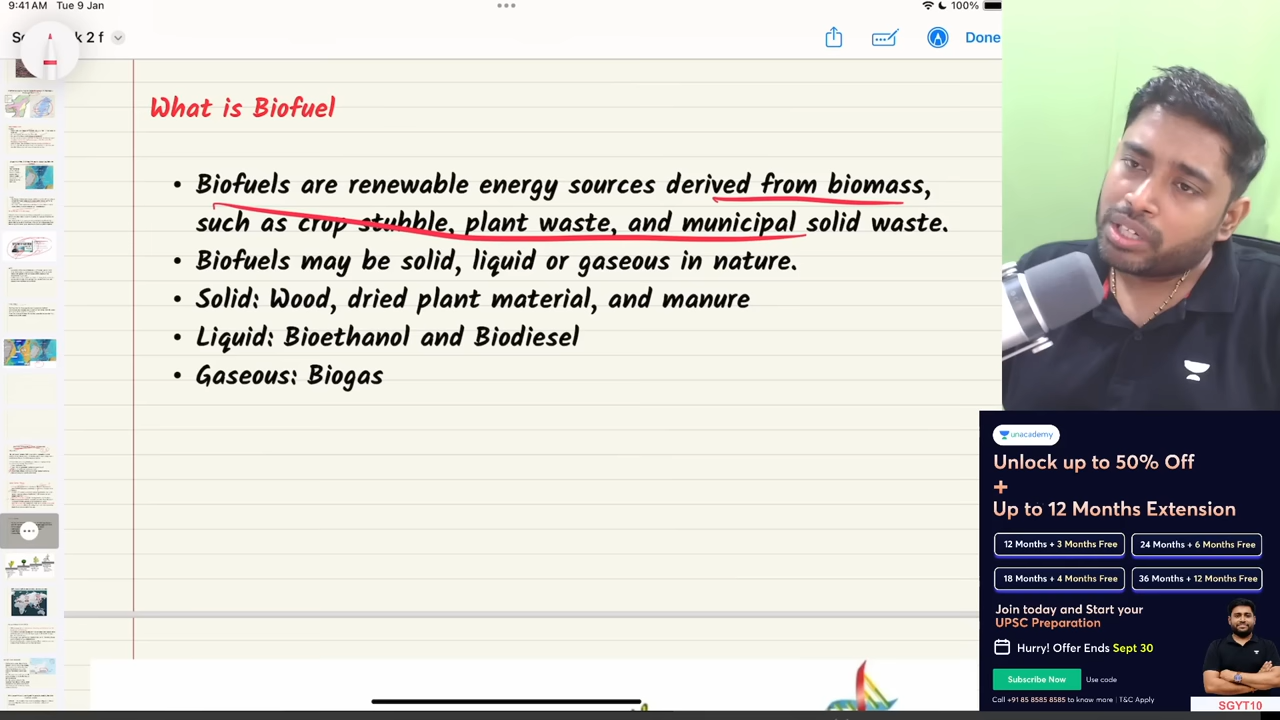 9:41 AM Tue 9 Jan
100%
k 2 f
Done
What is Biofuel
• Biofuels are renewable energy sources derived from biomass,
such as crop stubble, plant waste, and municipal solid waste.
• Biofuels may be solid, liquid or gaseous in nature.
• Solid: Wood, dried plant material, and manure
• Liquid: Bioethanol and Biodiesel
• Gaseous: Biogas
unacademy
Unlock up to 50% Off
+
Up to 12 Months Extension
12 Months + 3 Months Free
24 Months + 6 Months Free
18 Months + 4 Months Free
36 Months + 12 Months Free
Join today and Start your
UPSC Preparation
Hurry! Offer Ends Sept 30
Subscribe Now
Use code
SGYT10
Call +91 85 8585 8585 to know more | T&C Apply